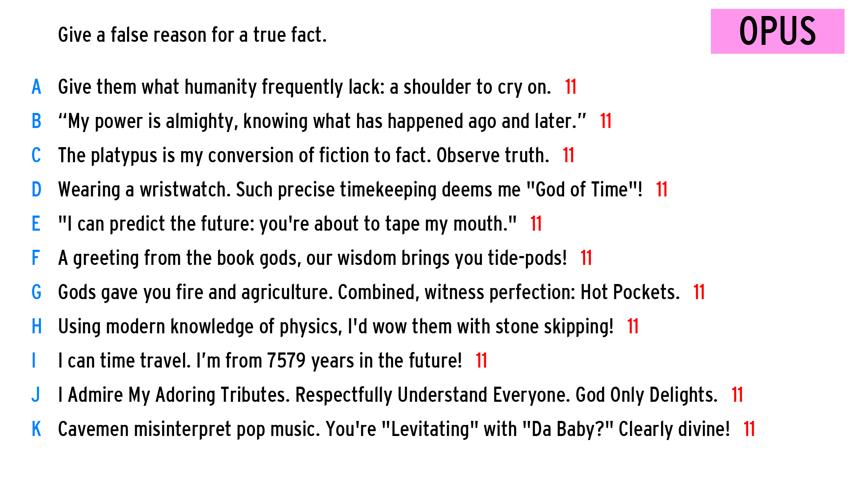 Give a false reason for a true fact.
OPUS
A Give them what humanity frequently lack: a shoulder to cry on. 11
B “My power is almighty, knowing what has happened ago and later.” 11
C The platypus is my conversion of fiction to fact. Observe truth. 11
D Wearing a wristwatch. Such precise timekeeping deems me "God of Time"! 11
E "I can predict the future: you're about to tape my mouth." 11
F A greeting from the book gods, our wisdom brings you tide-pods! 11
G Gods gave you fire and agriculture. Combined, witness perfection: Hot Pockets. 11
H Using modern knowledge of physics, I'd wow them with stone skipping! 11
I I can time travel. I’m from 7579 years in the future! 11
J I Admire My Adoring Tributes. Respectfully Understand Everyone. God Only Delights. 11
K Cavemen misinterpret pop music. You're "Levitating" with "Da Baby?" Clearly divine! 11